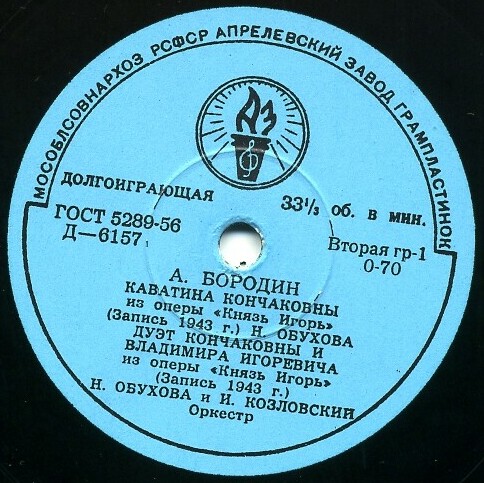 МОСОБЛСОВНАРХОЗ РСФСР АПРЕЛЕВСКИЙ ЗАВОД ГРАМПЛАСТИНОК
АЗ
ДОЛГОИГРАЮЩАЯ
33⅓ об. в мин.
ГОСТ 5289-56
Д—6157₁
Вторая гр-1
0-70
А. БОРОДИН
КАВАТИНА КОНЧАКОВНЫ
из оперы «Князь Игорь»
(Запись 1943 г.) Н. ОБУХОВА
ДУЭТ КОНЧАКОВНЫ И
ВЛАДИМИРА ИГОРЕВИЧА
из оперы «Князь Игорь»
(Запись 1943 г.)
Н. ОБУХОВА и И. КОЗЛОВСКИЙ
Оркестр